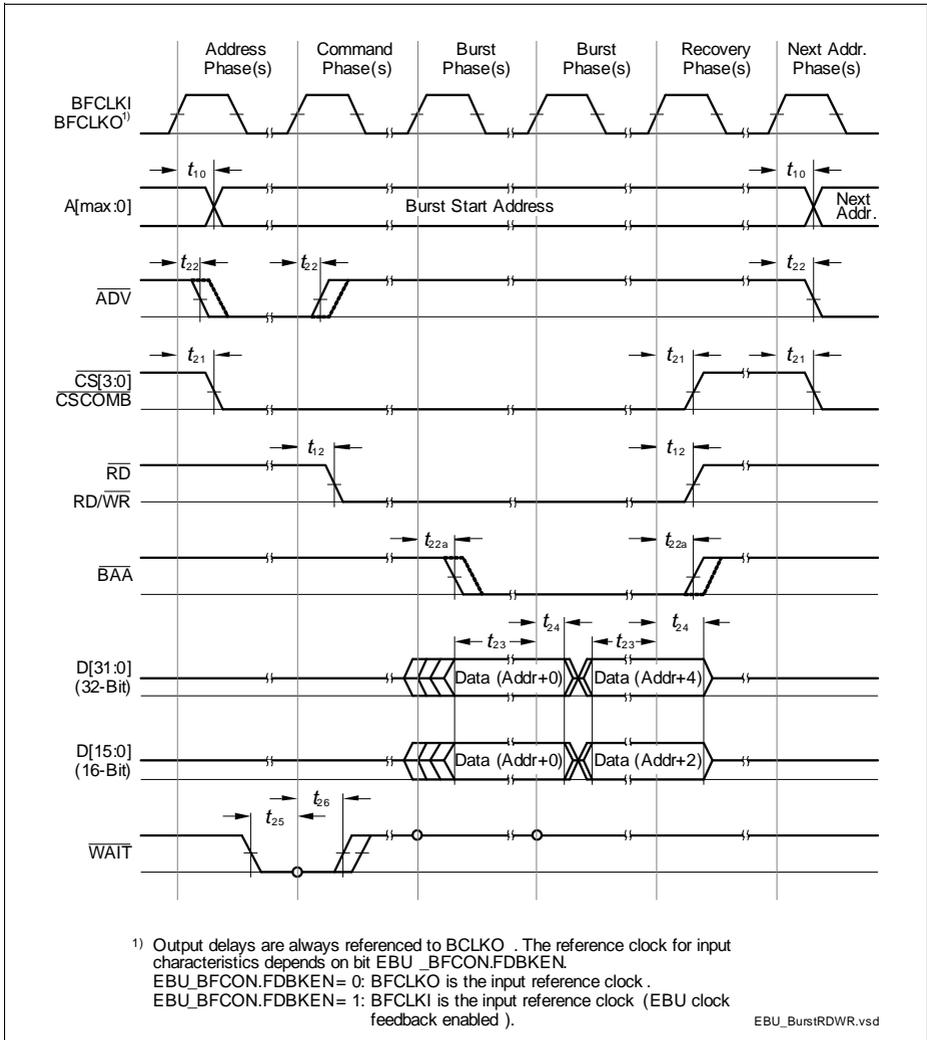 Address Phase(s) Command Phase(s) Burst Phase(s) Burst Phase(s) Recovery Phase(s) Next Addr. Phase(s)
BFCLKI
BFCLKO 1)
t10 t10
A[max:0] Burst Start Address Next Addr.
t22 t22 t22
ADV
t21 t21 t21
CS[3:0]
CSCOMB
t12 t12
RD
RD/WR
t22a t22a
BAA
t24 t24
t23 t23
D[31:0]
(32-Bit)
Data (Addr+0) Data (Addr+4)
D[15:0]
(16-Bit)
Data (Addr+0) Data (Addr+2)
t26
t25
WAIT
1) Output delays are always referenced to BCLKO . The reference clock for input
characteristics depends on bit EBU _BFCON.FDBKEN.
EBU_BFCON.FDBKEN= 0: BFCLKO is the input reference clock .
EBU_BFCON.FDBKEN= 1: BFCLKI is the input reference clock (EBU clock
feedback enabled ).
EBU_BurstRDWR.vsd